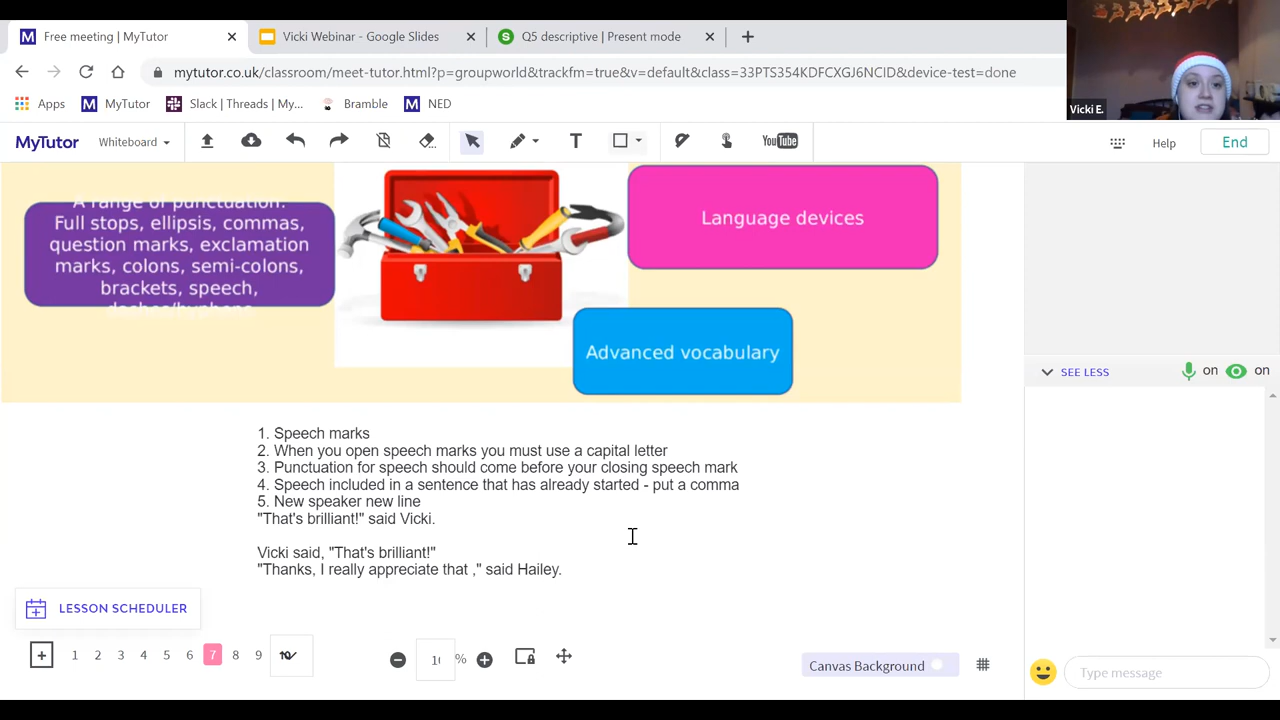 Free meeting | MyTutor
Vicki Webinar - Google Slides
Q5 descriptive | Present mode
mytutor.co.uk/classroom/meet-tutor.html?p=groupworld&trackfm=true&v=default&class=33PTS354KDFCXGJ6NCID&device-test=done
Vicki E.
Apps
MyTutor
Slack | Threads | My...
Bramble
NED
MyTutor
Whiteboard
T
YouTube
Help
End
A range of punctuation:
Full stops, ellipsis, commas,
question marks, exclamation
marks, colons, semi-colons,
brackets, speech,
dashes/hyphens
Language devices
Advanced vocabulary
SEE LESS
on
on
1. Speech marks
2. When you open speech marks you must use a capital letter
3. Punctuation for speech should come before your closing speech mark
4. Speech included in a sentence that has already started - put a comma
5. New speaker new line
"That's brilliant!" said Vicki.
Vicki said, "That's brilliant!"
"Thanks, I really appreciate that ," said Hailey.
LESSON SCHEDULER
1 2 3 4 5 6 7 8 9
%
Canvas Background
Type message